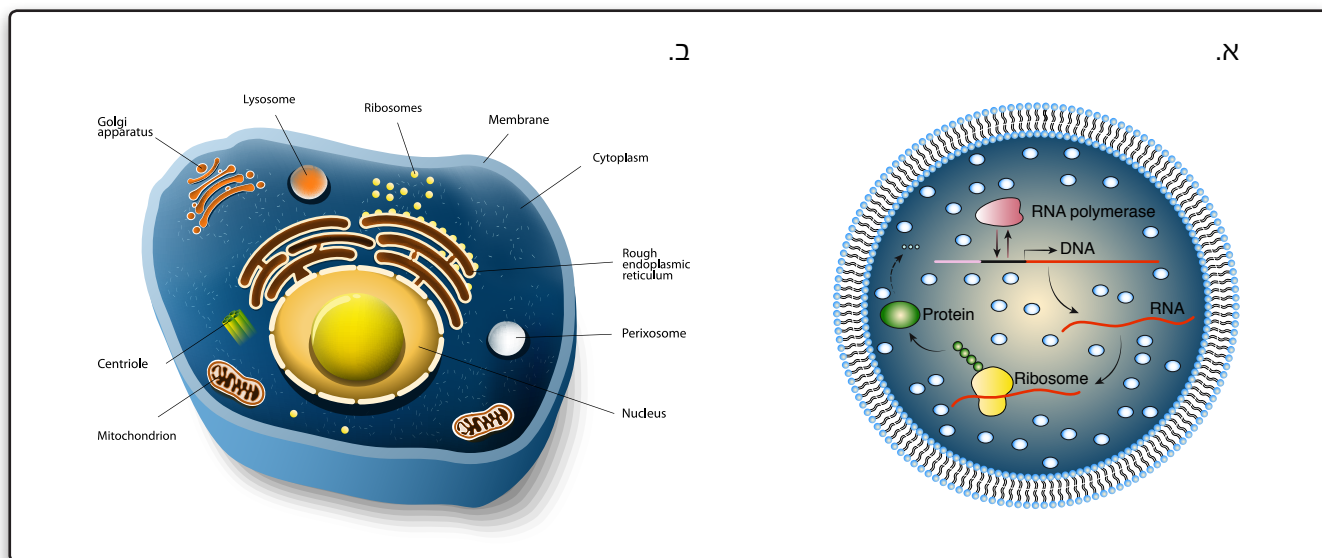 א.
RNA polymerase
DNA
RNA
Protein
Ribosome
ב.
Lysosome
Ribosomes
Golgi
apparatus
Membrane
Cytoplasm
Rough
endoplasmic
reticulum
Perixosome
Centriole
Nucleus
Mitochondrion